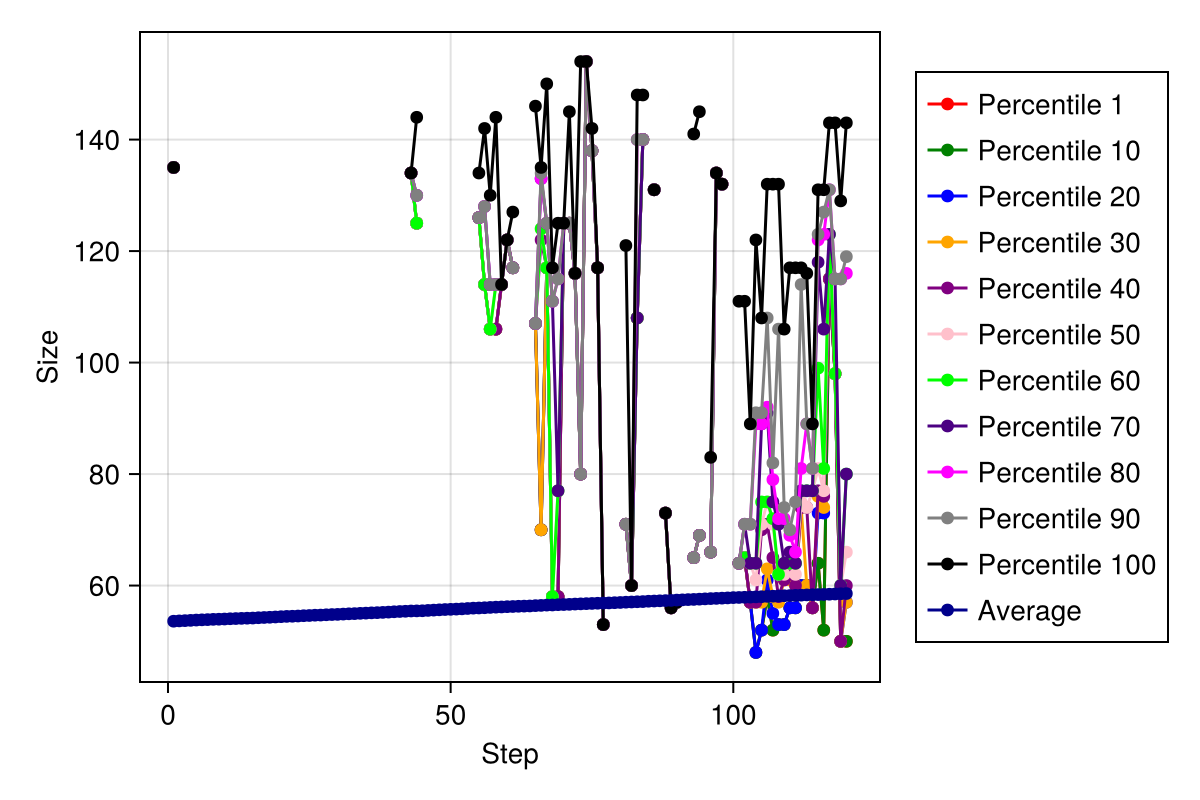 140
120
100
80
60
Size
0
50
100
Step
Percentile 1
Percentile 10
Percentile 20
Percentile 30
Percentile 40
Percentile 50
Percentile 60
Percentile 70
Percentile 80
Percentile 90
Percentile 100
Average